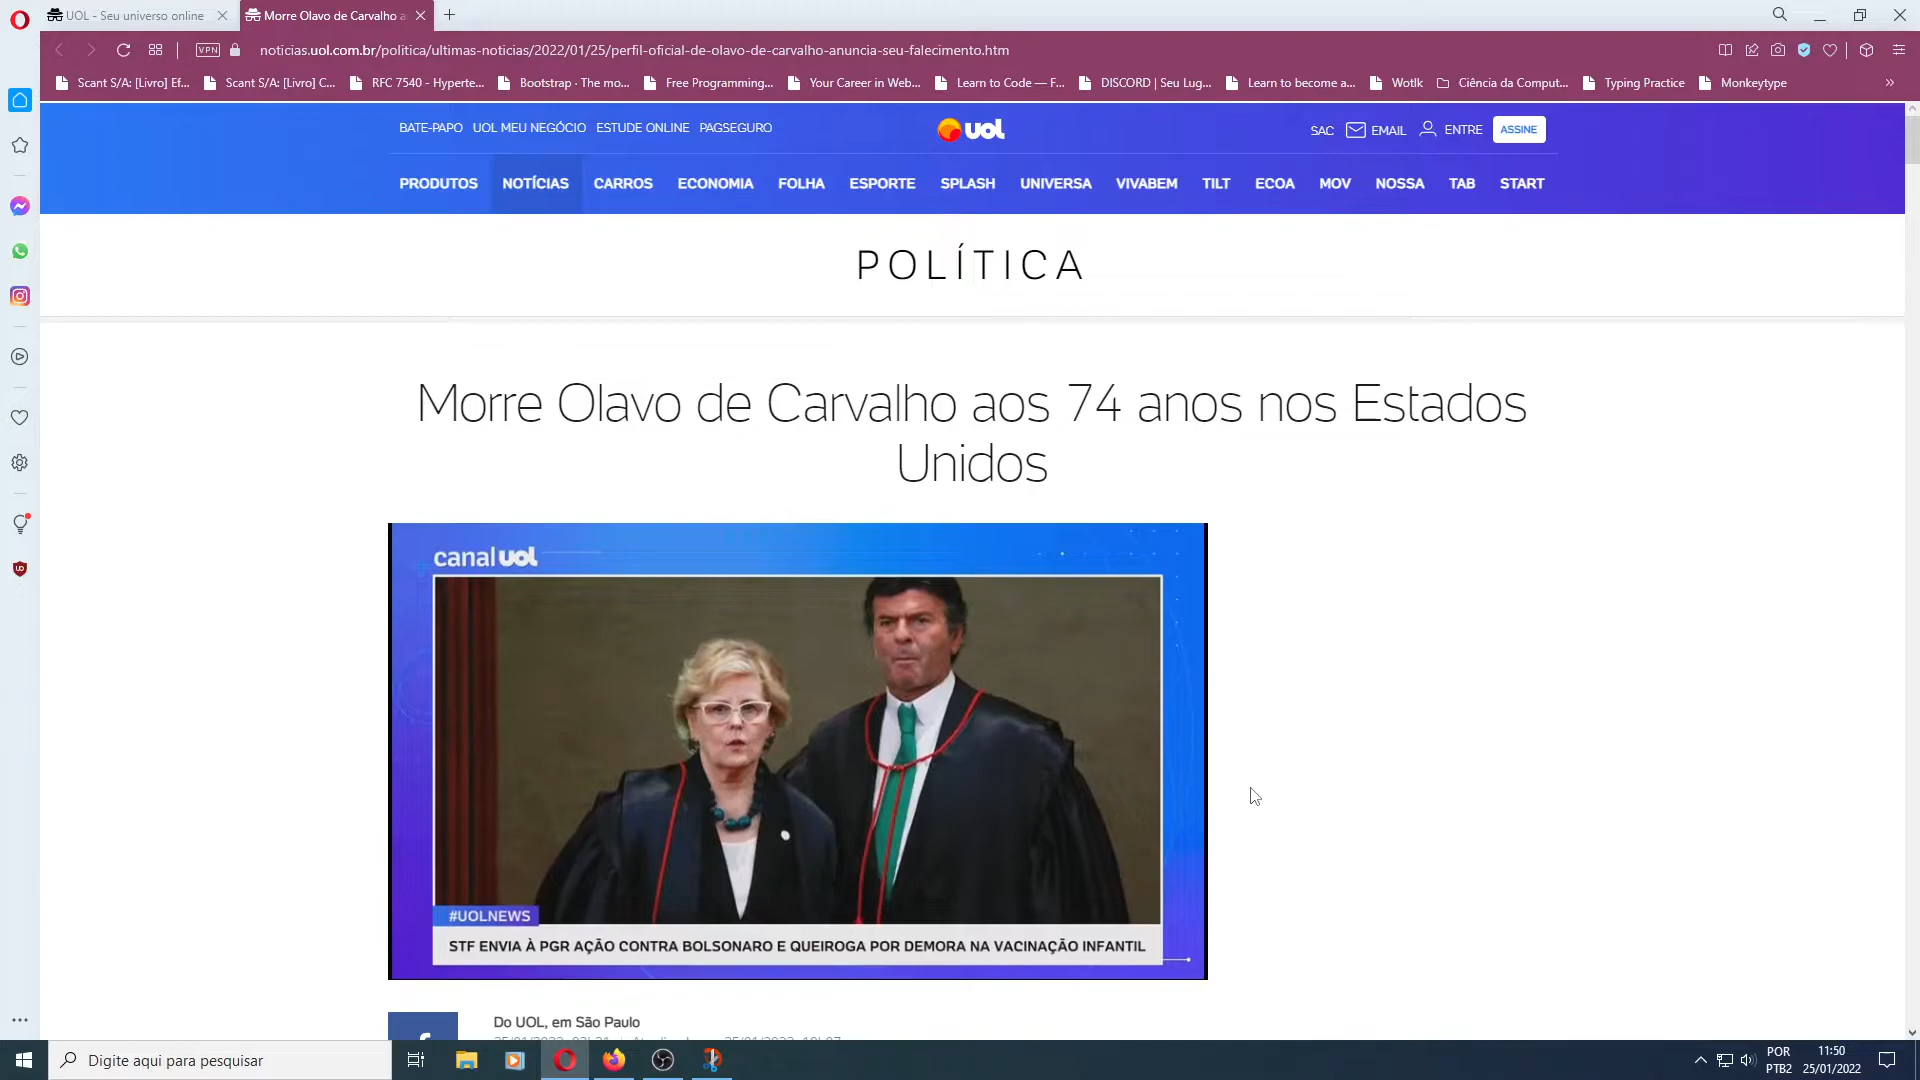 UOL - Seu universo online
Morre Olavo de Carvalho a
VPN
noticias.uol.com.br/politica/ultimas-noticias/2022/01/25/perfil-oficial-de-olavo-de-carvalho-anuncia-seu-falecimento.htm
Scant S/A: [Livro] Ef... Scant S/A: [Livro] C... RFC 7540 - Hyperte... Bootstrap · The mo... Free Programming... Your Career in Web... Learn to Code — F... DISCORD | Seu Lug... Learn to become a... Wotlk Ciência da Comput... Typing Practice Monkeytype
BATE-PAPO UOL MEU NEGÓCIO ESTUDE ONLINE PAGSEGURO uol SAC EMAIL ENTRE ASSINE
PRODUTOS NOTÍCIAS CARROS ECONOMIA FOLHA ESPORTE SPLASH UNIVERSA VIVABEM TILT ECOA MOV NOSSA TAB START
POLÍTICA
Morre Olavo de Carvalho aos 74 anos nos Estados
Unidos
canal uol
#UOLNEWS
STF ENVIA À PGR AÇÃO CONTRA BOLSONARO E QUEIROGA POR DEMORA NA VACINAÇÃO INFANTIL
Do UOL, em São Paulo
Digite aqui para pesquisar
POR
PTB2
11:50
25/01/2022